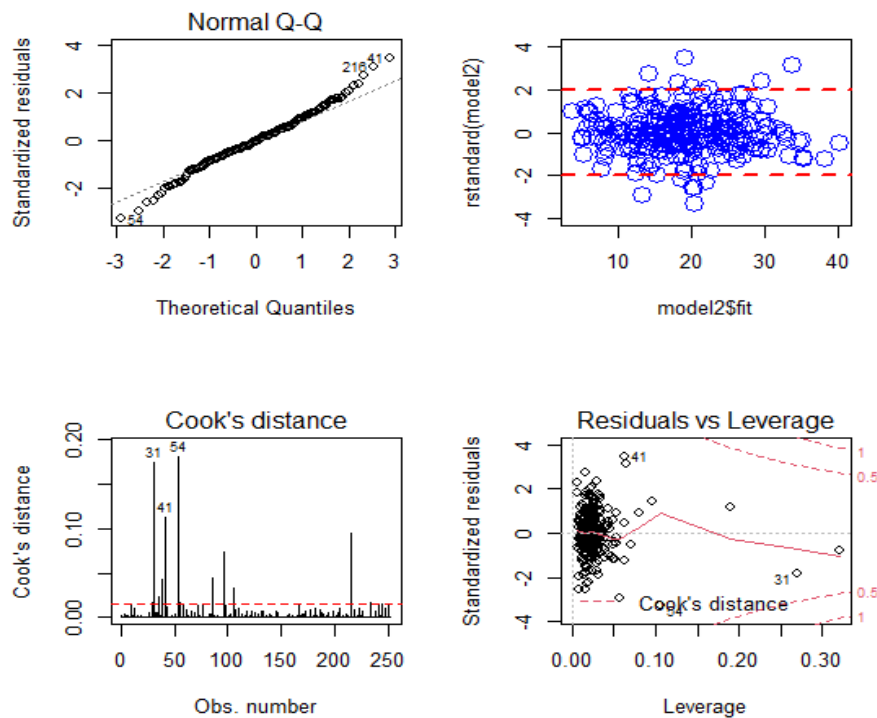 Normal Q-Q
Standardized residuals
4
2
0
2
-3 -2 -1 0 1 2 3
Theoretical Quantiles
41
216
54
rstandard(model2)
4
2
0
-2
-4
10 20 30 40
model2$fit
Cook's distance
Cook's distance
0.20
0.10
0.00
0 50 100 150 200 250
Obs. number
31
54
41
Residuals vs Leverage
Standardized residuals
4
2
0
-2
-4
0.00 0.10 0.20 0.30
Leverage
41
31
54
Cook's distance
1
0.5
0.5
1